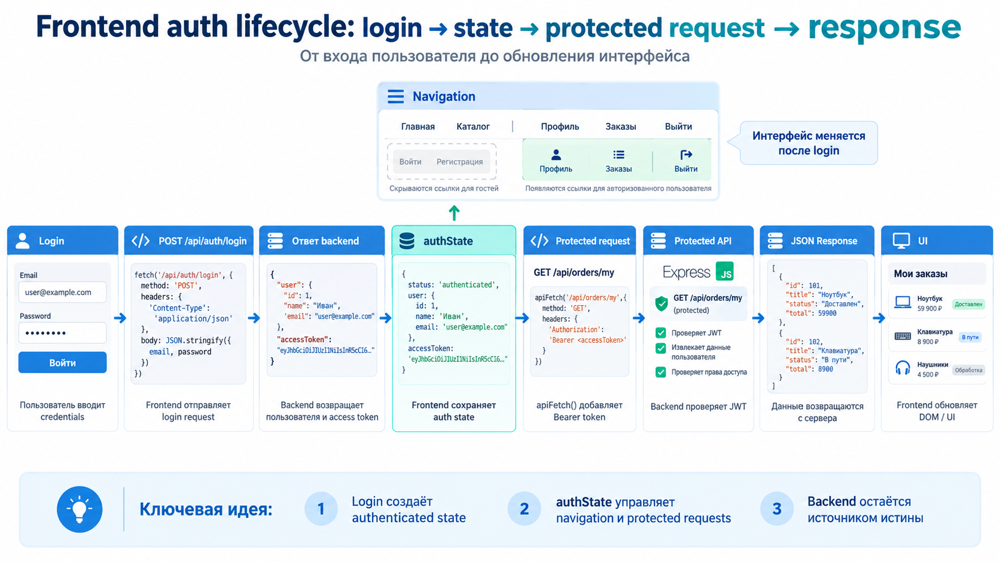 Frontend auth lifecycle: login → state → protected request → response
От входа пользователя до обновления интерфейса
Navigation
Главная Каталог | Профиль Заказы Выйти
Войти Регистрация
Профиль Заказы Выйти
Скрываются ссылки для гостей
Появляются ссылки для авторизованного пользователя
Интерфейс меняется
после login
Login
Email
user@example.com
Password
••••••••
Войти
Пользователь вводит
credentials
POST /api/auth/login
fetch('/api/auth/login', {
method: 'POST',
headers: {
'Content-Type':
'application/json'
},
body: JSON.stringify({
email, password
})
})
Frontend отправляет
login request
Ответ backend
{
"user": {
"id": 1,
"name": "Иван",
"email": "user@example.com"
},
"accessToken":
"eyJhbGciOiJIUzI1NiIsInR5cCI6…"
}
Backend возвращает
пользователя и access token
authState
{
status: 'authenticated',
user: {
id: 1,
name: 'Иван',
email: 'user@example.com"
},
accessToken:
'eyJhbGciOiJIUzI1NiIsInR5cCI6…"
}
Frontend сохраняет
auth state
Protected request
GET /api/orders/my
apiFetch('/api/orders/my',{
method: 'GET',
headers: {
'Authorization':
'Bearer <accessToken>'
}
})
apiFetch() добавляет
Bearer token
Protected API
Express JS
GET /api/orders/my
(protected)
Проверяет JWT
Извлекает данные
пользователя
Проверяет права доступа
Backend проверяет JWT
JSON Response
[
{
"id": 101,
"title": "Ноутбук",
"status": "Доставлен",
"total": 59900
},
{
"id": 102,
"title": "Клавиатура",
"status": "В пути",
"total": 8900
}
]
Данные возвращаются
с сервера
UI
Мои заказы
Ноутбук
59 900 ₽
Доставлен
Клавиатура
8 900 ₽
В пути
Наушники
4 500 ₽
Обработка
Frontend обновляет
DOM / UI
Ключевая идея:
1
Login создаёт
authenticated state
2
authState управляет
navigation и protected requests
3
Backend остаётся
источником истины